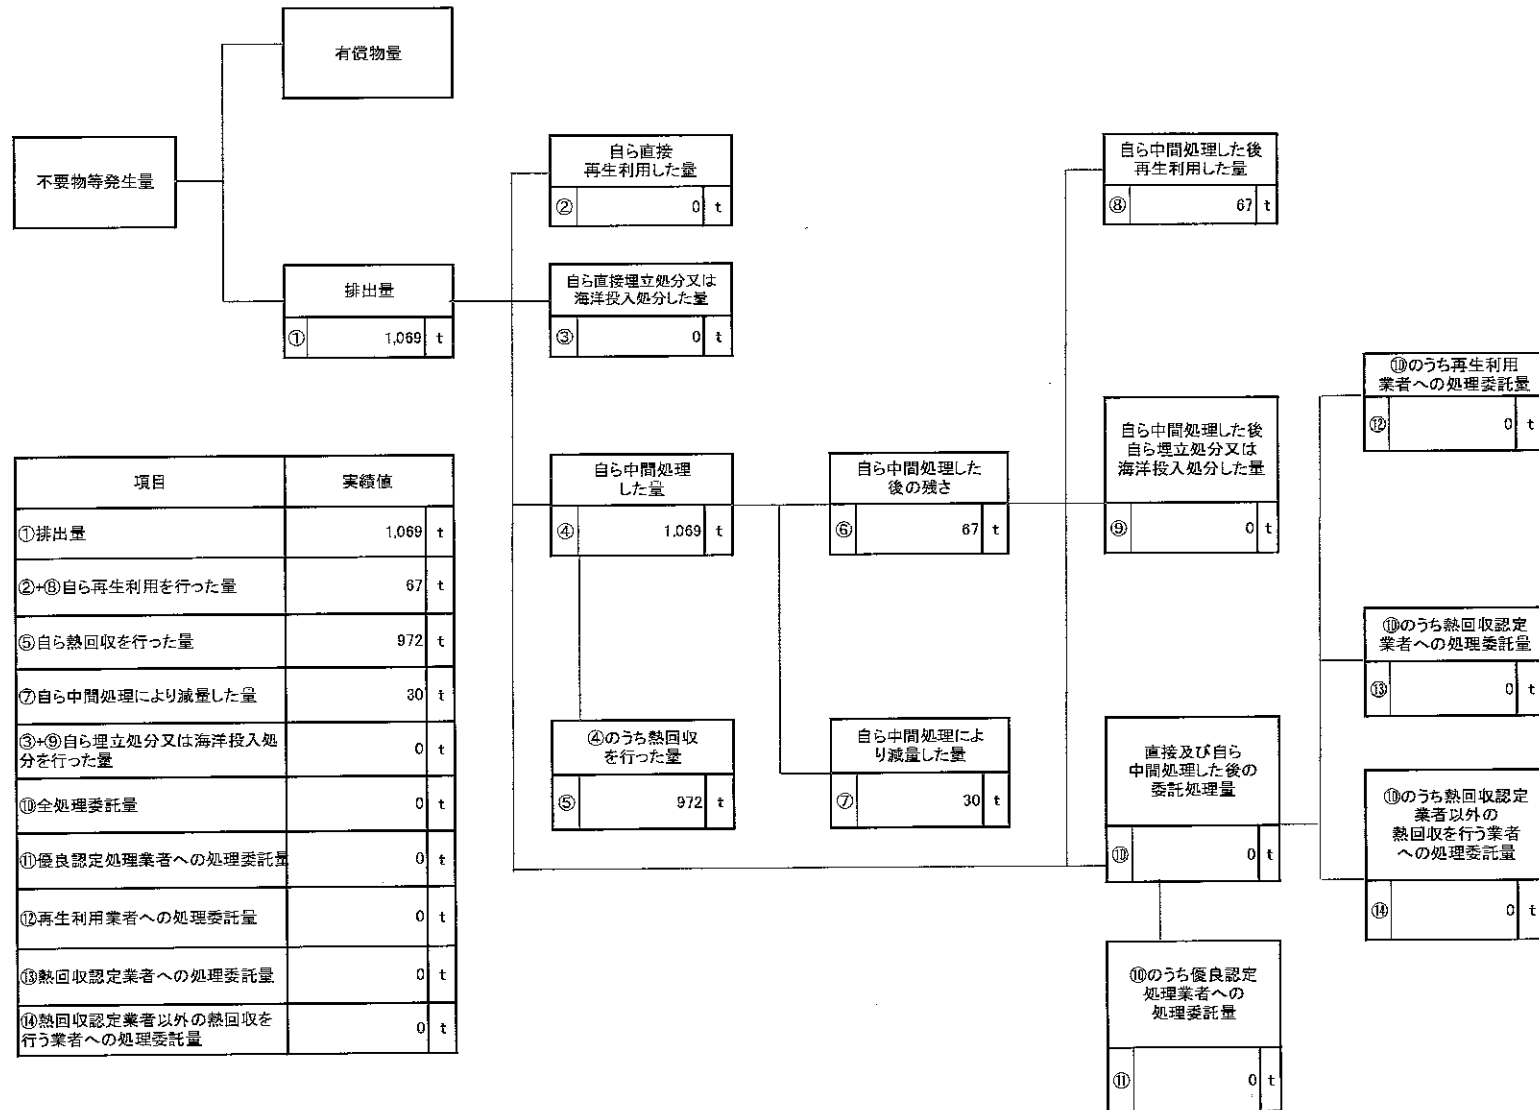 有償物量
不要物等発生量
排出量
① 1,069 t
自ら直接
再生利用した量
② 0 t
自ら直接埋立処分又は
海洋投入処分した量
③ 0 t
自ら中間処理
した量
④ 1,069 t
④のうち熱回収
を行った量
⑤ 972 t
自ら中間処理した
後の残さ
⑥ 67 t
自ら中間処理によ
り減量した量
⑦ 30 t
自ら中間処理した後
再生利用した量
⑧ 67 t
自ら中間処理した後
自ら埋立処分又は
海洋投入処分した量
⑨ 0 t
直接及び自ら
中間処理した後の
委託処理量
⑩ 0 t
⑩のうち優良認定
処理業者への
処理委託量
⑪ 0 t
⑩のうち再生利用
業者への処理委託量
⑫ 0 t
⑩のうち熱回収認定
業者への処理委託量
⑬ 0 t
⑩のうち熱回収認定
業者以外の
熱回収を行う業者
への処理委託量
⑭ 0 t
項目 実績値
①排出量 1,069 t
②+⑧自ら再生利用を行った量 67 t
⑤自ら熱回収を行った量 972 t
⑦自ら中間処理により減量した量 30 t
③+⑨自ら埋立処分又は海洋投入処
分を行った量 0 t
⑩全処理委託量 0 t
⑪優良認定処理業者への処理委託量 0 t
⑫再生利用業者への処理委託量 0 t
⑬熱回収認定業者への処理委託量 0 t
⑭熱回収認定業者以外の熱回収を
行う業者への処理委託量 0 t